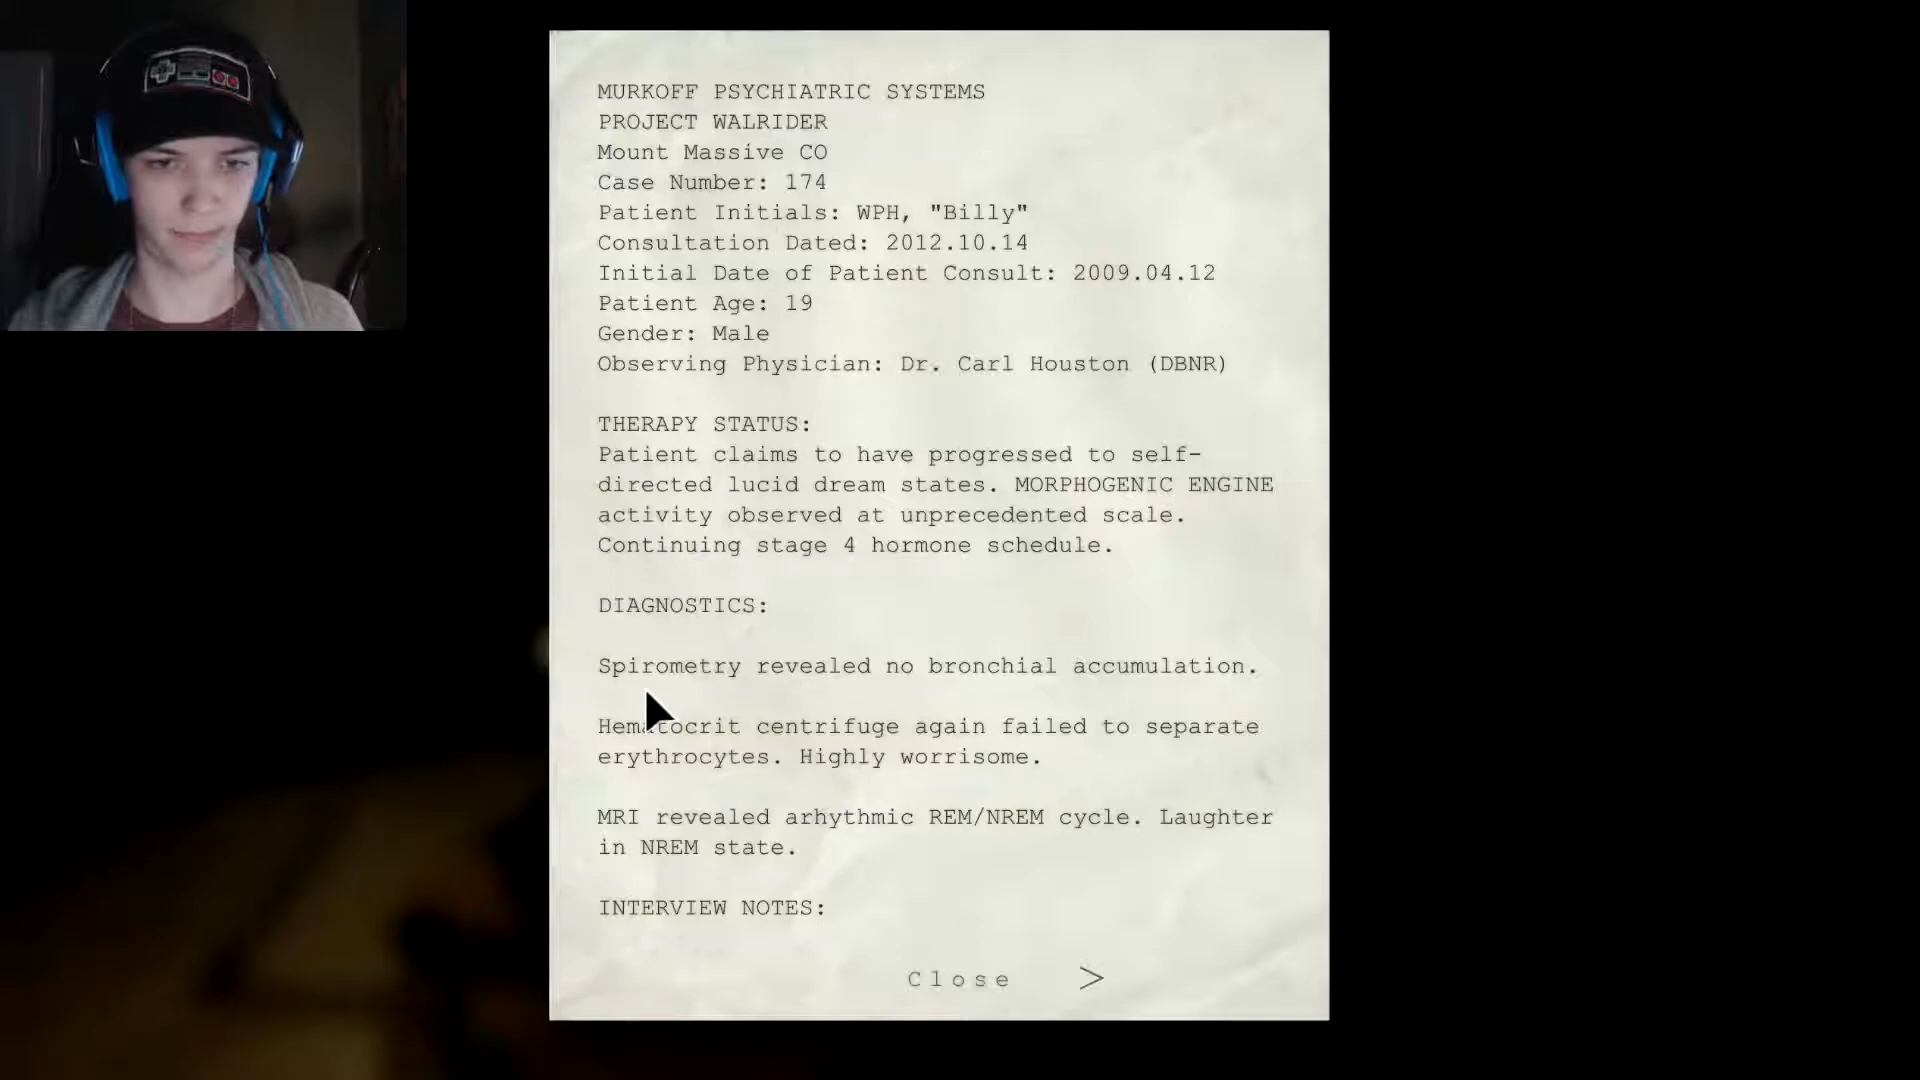 MURKOFF PSYCHIATRIC SYSTEMS
PROJECT WALRIDER
Mount Massive CO
Case Number: 174
Patient Initials: WPH, "Billy"
Consultation Dated: 2012.10.14
Initial Date of Patient Consult: 2009.04.12
Patient Age: 19
Gender: Male
Observing Physician: Dr. Carl Houston (DBNR)
THERAPY STATUS:
Patient claims to have progressed to self-
directed lucid dream states. MORPHOGENIC ENGINE
activity observed at unprecedented scale.
Continuing stage 4 hormone schedule.
DIAGNOSTICS:
Spirometry revealed no bronchial accumulation.
Hematocrit centrifuge again failed to separate
erythrocytes. Highly worrisome.
MRI revealed arhythmic REM/NREM cycle. Laughter
in NREM state.
INTERVIEW NOTES:
Close >